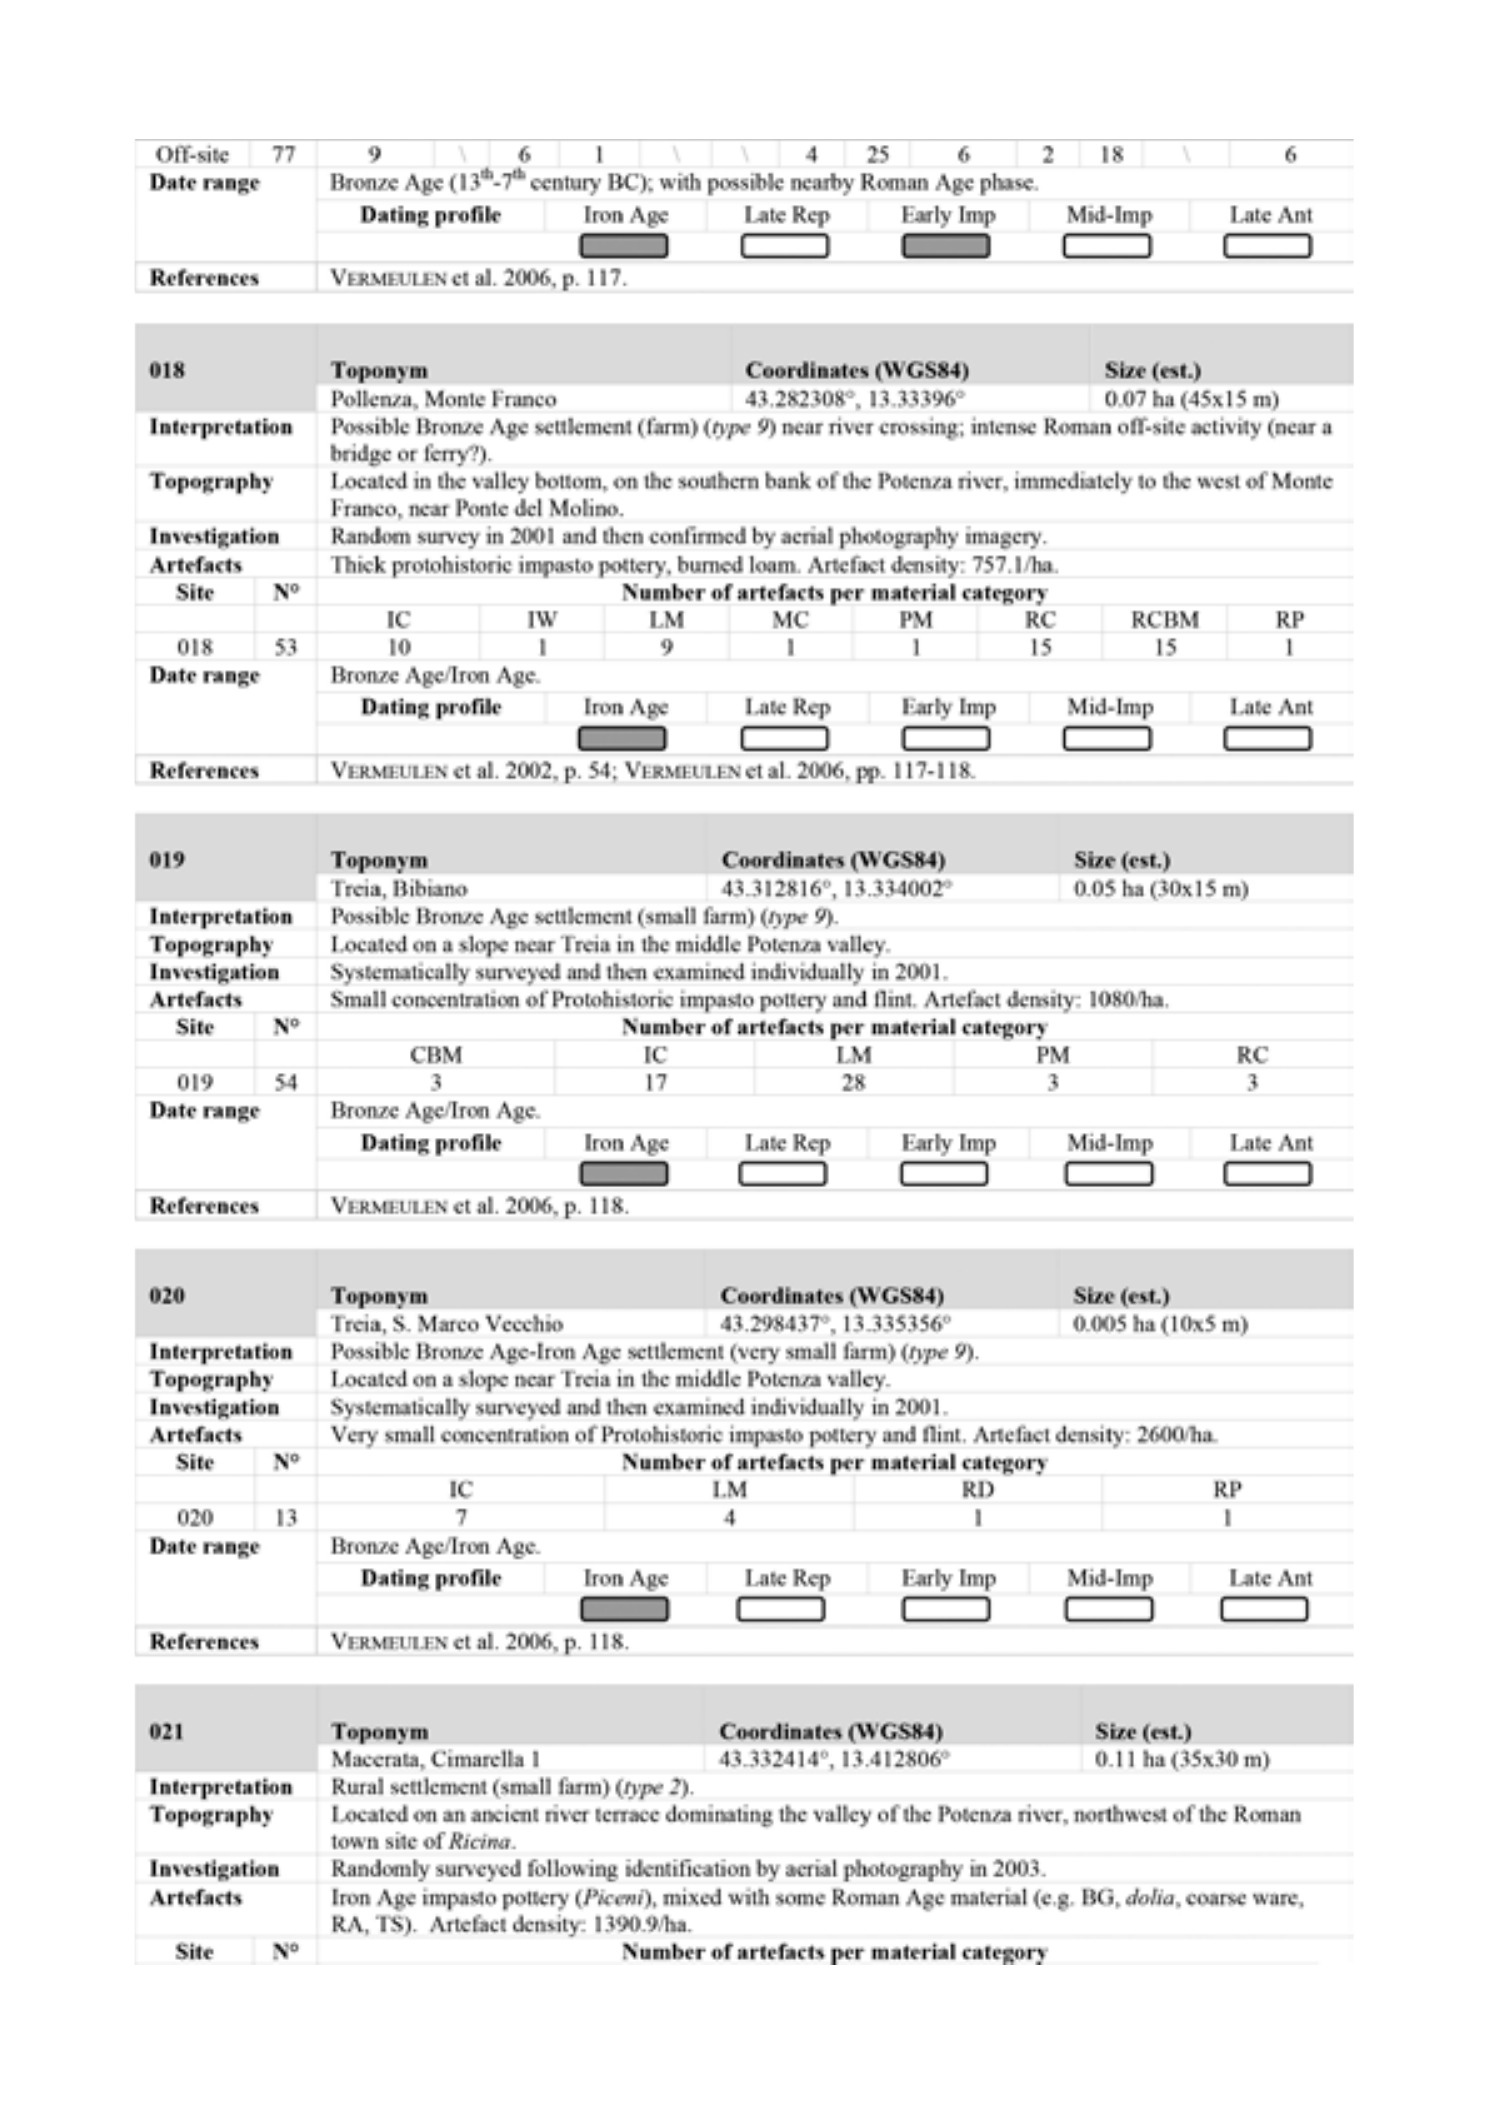 Off-site 77 9 \ 6 1 \ \ 4 25 6 2 18 \ 6
Date range Bronze Age (13th-7th century BC); with possible nearby Roman Age phase.
Dating profile Iron Age Late Rep Early Imp Mid-Imp Late Ant
References VERMEULEN et al. 2006, p. 117.
018 Toponym Coordinates (WGS84) Size (est.)
Pollenza, Monte Franco 43.282308°, 13.33396° 0.07 ha (45x15 m)
Interpretation Possible Bronze Age settlement (farm) (type 9) near river crossing; intense Roman off-site activity (near a
bridge or ferry?).
Topography Located in the valley bottom, on the southern bank of the Potenza river, immediately to the west of Monte
Franco, near Ponte del Molino.
Investigation Random survey in 2001 and then confirmed by aerial photography imagery.
Artefacts Thick protohistoric impasto pottery, burned loam. Artefact density: 757.1/ha.
Site N° Number of artefacts per material category
IC IW LM MC PM RC RCBM RP
018 53 10 1 9 1 1 15 15 1
Date range Bronze Age/Iron Age.
Dating profile Iron Age Late Rep Early Imp Mid-Imp Late Ant
References VERMEULEN et al. 2002, p. 54; VERMEULEN et al. 2006, pp. 117-118.
019 Toponym Coordinates (WGS84) Size (est.)
Treia, Bibiano 43.312816°, 13.334002° 0.05 ha (30x15 m)
Interpretation Possible Bronze Age settlement (small farm) (type 9).
Topography Located on a slope near Treia in the middle Potenza valley.
Investigation Systematically surveyed and then examined individually in 2001.
Artefacts Small concentration of Protohistoric impasto pottery and flint. Artefact density: 1080/ha.
Site N° Number of artefacts per material category
CBM IC LM PM RC
019 54 3 17 28 3 3
Date range Bronze Age/Iron Age.
Dating profile Iron Age Late Rep Early Imp Mid-Imp Late Ant
References VERMEULEN et al. 2006, p. 118.
020 Toponym Coordinates (WGS84) Size (est.)
Treia, S. Marco Vecchio 43.298437°, 13.335356° 0.005 ha (10x5 m)
Interpretation Possible Bronze Age-Iron Age settlement (very small farm) (type 9).
Topography Located on a slope near Treia in the middle Potenza valley.
Investigation Systematically surveyed and then examined individually in 2001.
Artefacts Very small concentration of Protohistoric impasto pottery and flint. Artefact density: 2600/ha.
Site N° Number of artefacts per material category
IC LM RD RP
020 13 7 4 1 1
Date range Bronze Age/Iron Age.
Dating profile Iron Age Late Rep Early Imp Mid-Imp Late Ant
References VERMEULEN et al. 2006, p. 118.
021 Toponym Coordinates (WGS84) Size (est.)
Macerata, Cimarella 1 43.332414°, 13.412806° 0.11 ha (35x30 m)
Interpretation Rural settlement (small farm) (type 2).
Topography Located on an ancient river terrace dominating the valley of the Potenza river, northwest of the Roman
town site of Ricina.
Investigation Randomly surveyed following identification by aerial photography in 2003.
Artefacts Iron Age impasto pottery (Piceni), mixed with some Roman Age material (e.g. BG, dolia, coarse ware,
RA, TS). Artefact density: 1390.9/ha.
Site N° Number of artefacts per material category